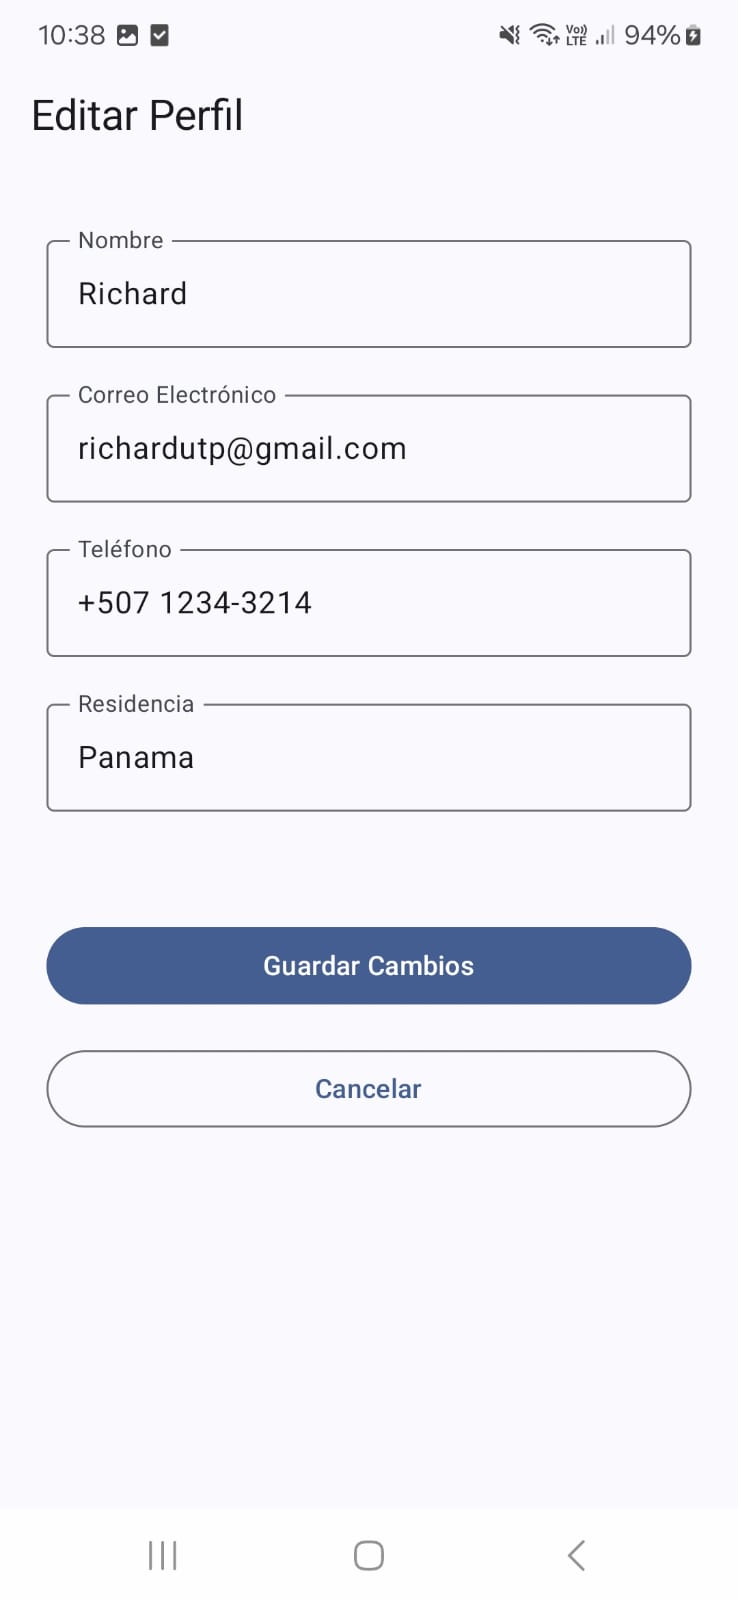 10:38 Vo)) LTE 94%
Editar Perfil
Nombre
Richard
Correo Electrónico
richardutp@gmail.com
Teléfono
+507 1234-3214
Residencia
Panama
Guardar Cambios
Cancelar